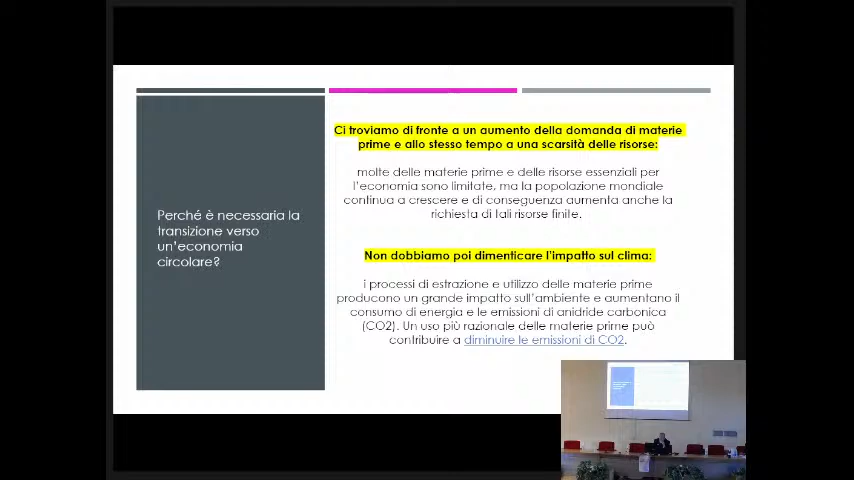 Perché è necessaria la
transizione verso
un'economia
circolare?
Ci troviamo di fronte a un aumento della domanda di materie
prime e allo stesso tempo a una scarsità delle risorse:
molte delle materie prime e delle risorse essenziali per
l'economia sono limitate, ma la popolazione mondiale
continua a crescere e di conseguenza aumenta anche la
richiesta di tali risorse finite.
Non dobbiamo poi dimenticare l'impatto sul clima:
i processi di estrazione e utilizzo delle materie prime
producono un grande impatto sull'ambiente e aumentano il
consumo di energia e le emissioni di anidride carbonica
(CO2). Un uso più razionale delle materie prime può
contribuire a diminuire le emissioni di CO2.